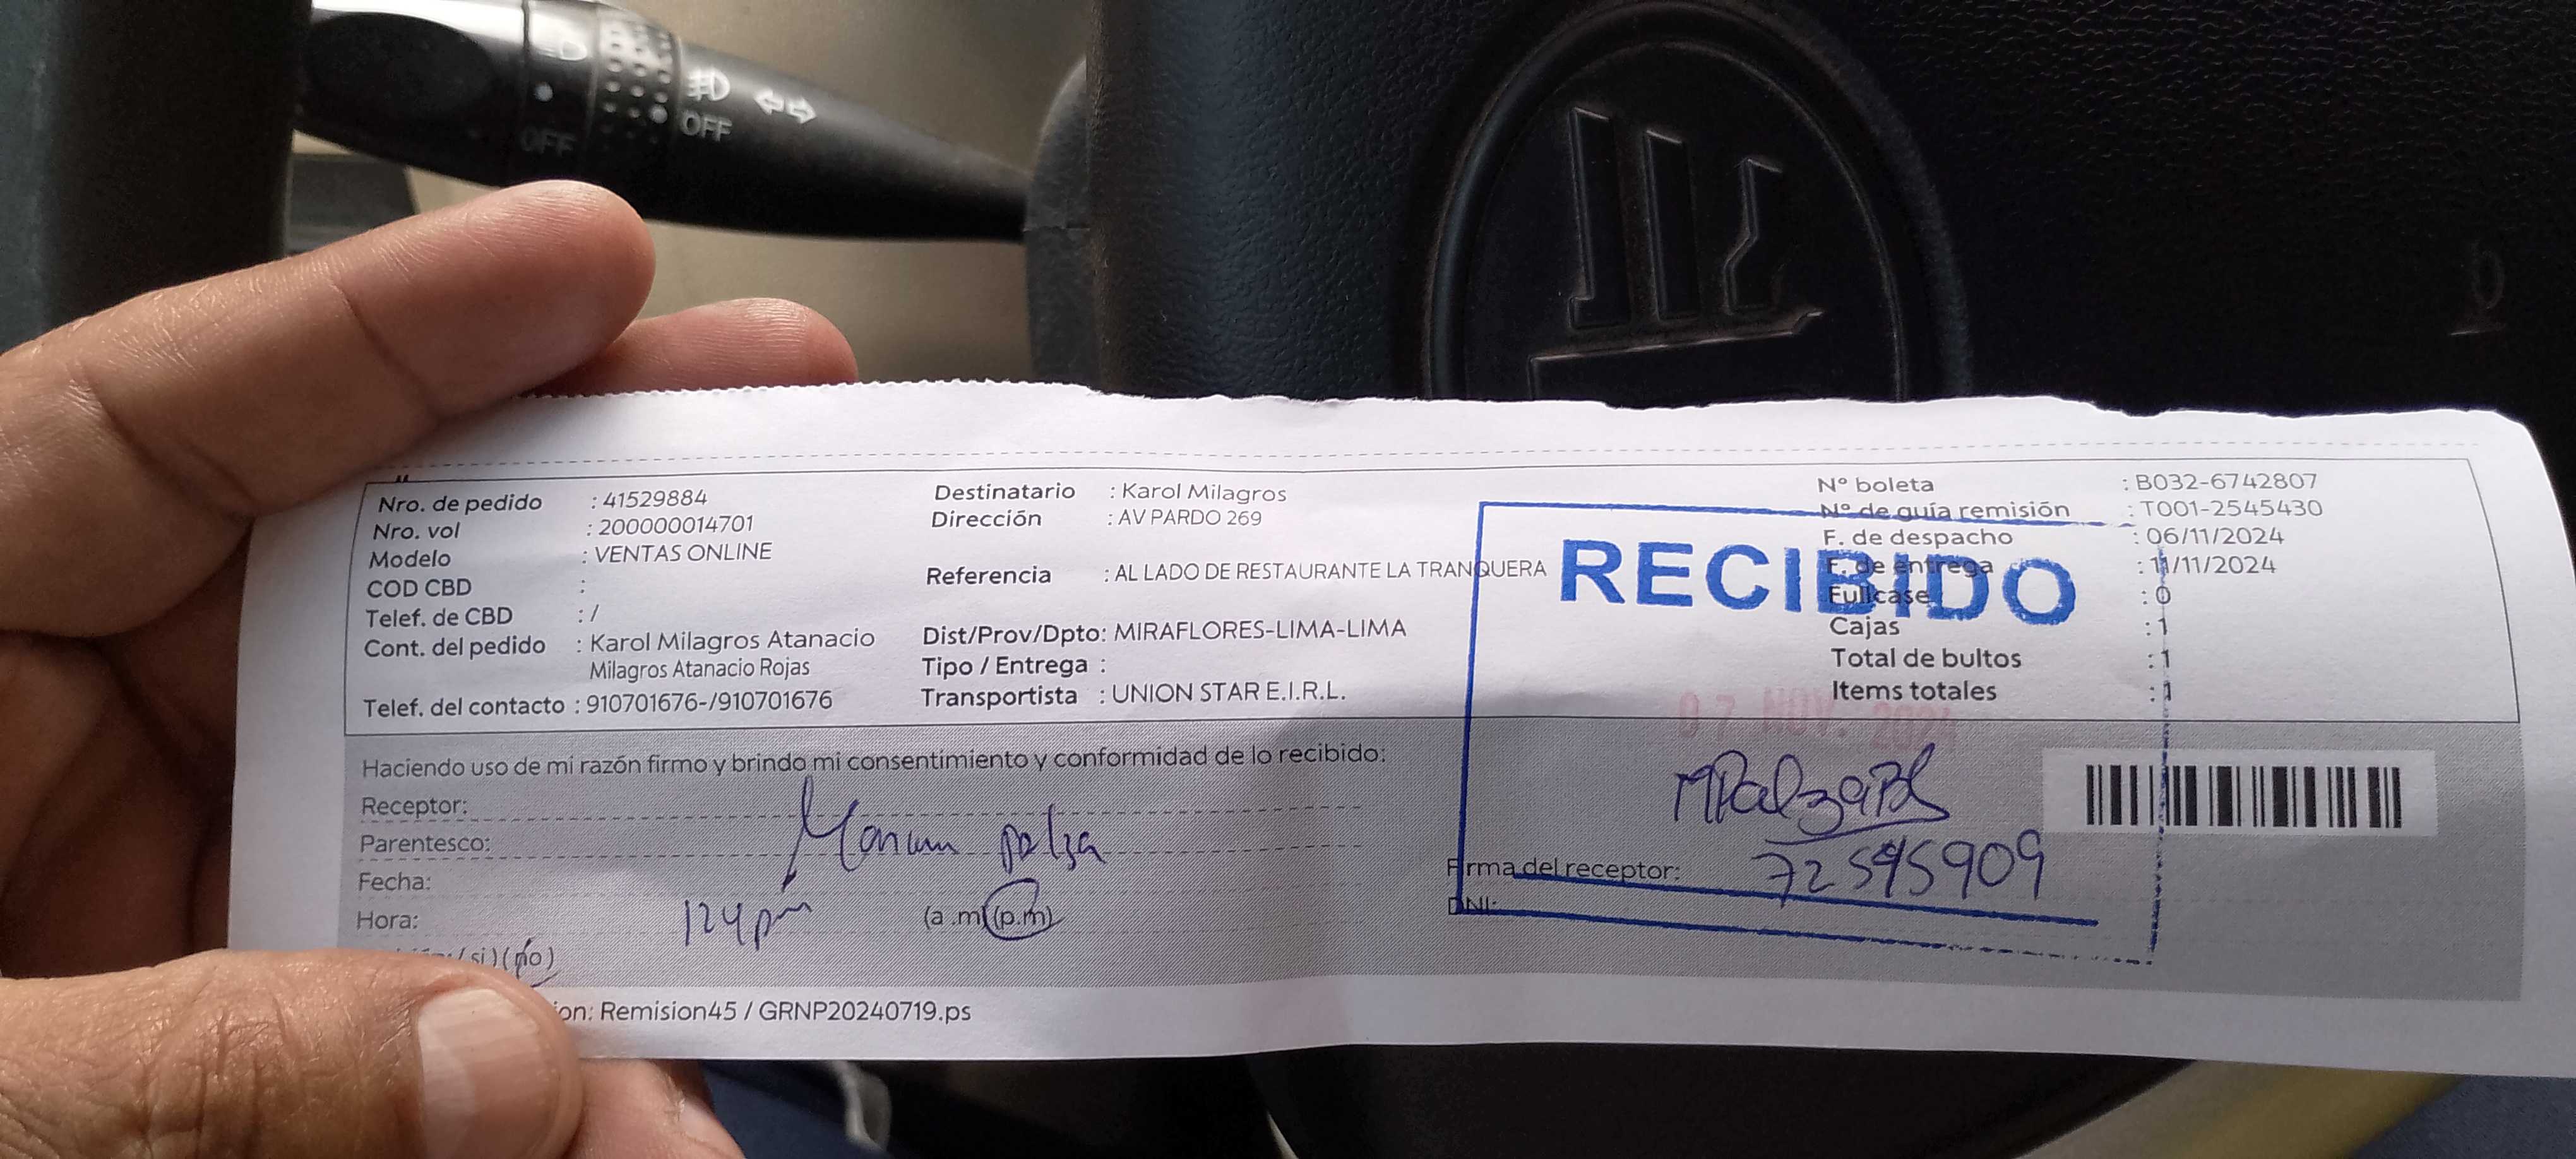 OFF
OFF
Nro. de pedido : 41529884
Nro. vol : 200000014701
Modelo : VENTAS ONLINE
COD CBD :
Telef. de CBD : /
Cont. del pedido : Karol Milagros Atanacio
Milagros Atanacio Rojas
Telef. del contacto : 910701676-/910701676
Destinatario : Karol Milagros
Dirección : AV PARDO 269
Referencia : AL LADO DE RESTAURANTE LA TRANQUERA
Dist/Prov/Dpto: MIRAFLORES-LIMA-LIMA
Tipo / Entrega :
Transportista : UNION STAR E.I.R.L.
N° boleta : B032-6742807
N° de guía remisión : T001-2545430
F. de despacho : 06/11/2024
F. de entrega : 11/11/2024
Fullcase : 0
Cajas : 1
Total de bultos : 1
Items totales : 1
RECIBIDO
07 NOV. 2024
Haciendo uso de mi razón firmo y brindo mi consentimiento y conformidad de lo recibido:
Receptor:
Parentesco:
Fecha:
Hora: 124pm (a.m) (p.m)
/si) (no)
Firma del receptor:
DNI:
ion: Remision45 / GRNP20240719.ps